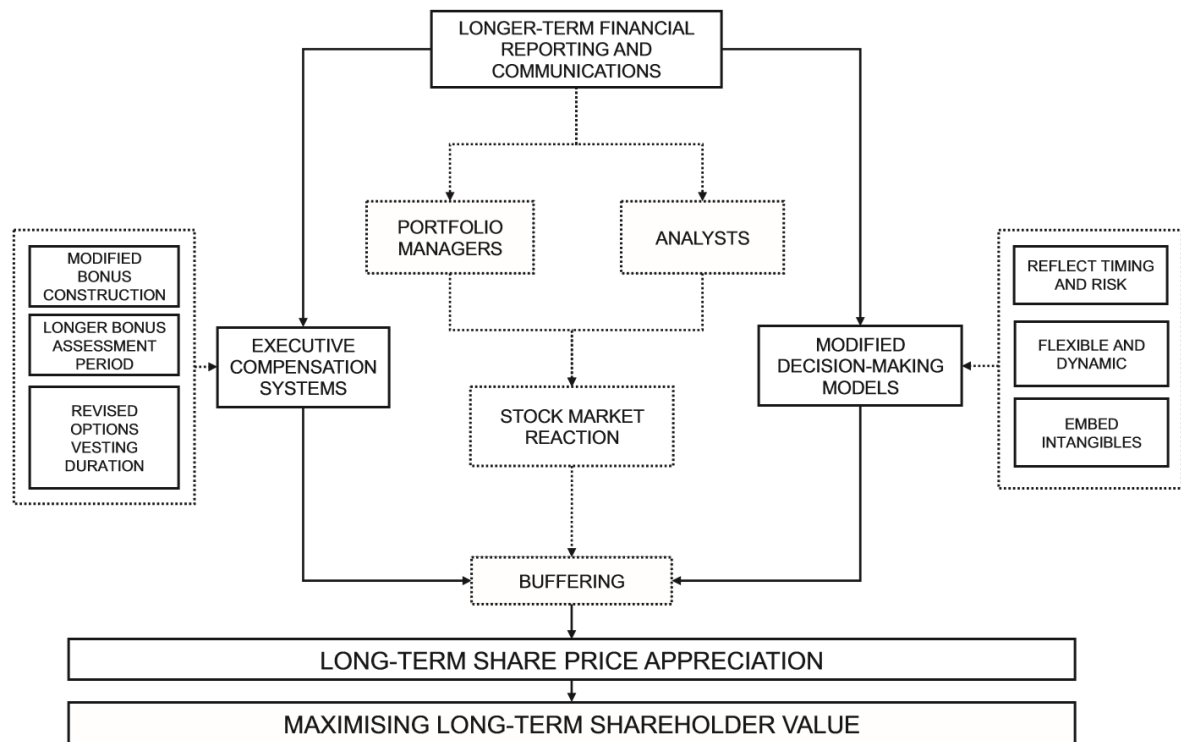 LONGER-TERM FINANCIAL
REPORTING AND
COMMUNICATIONS
PORTFOLIO
MANAGERS
ANALYSTS
MODIFIED
BONUS
CONSTRUCTION
LONGER BONUS
ASSESSMENT
PERIOD
REVISED
OPTIONS
VESTING
DURATION
EXECUTIVE
COMPENSATION
SYSTEMS
STOCK MARKET
REACTION
MODIFIED
DECISION-MAKING
MODELS
REFLECT TIMING
AND RISK
FLEXIBLE AND
DYNAMIC
EMBED
INTANGIBLES
BUFFERING
LONG-TERM SHARE PRICE APPRECIATION
MAXIMISING LONG-TERM SHAREHOLDER VALUE